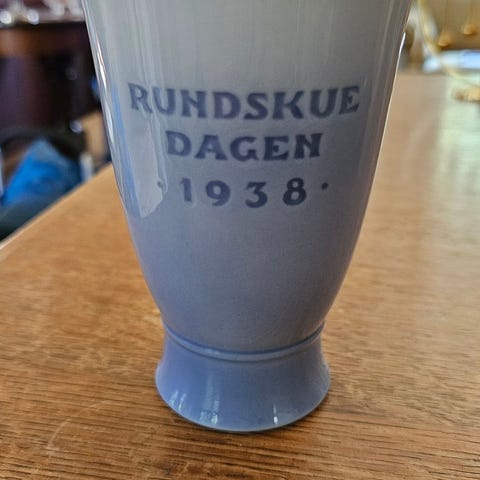 RUNDSKUE
DAGEN
· 1938 ·